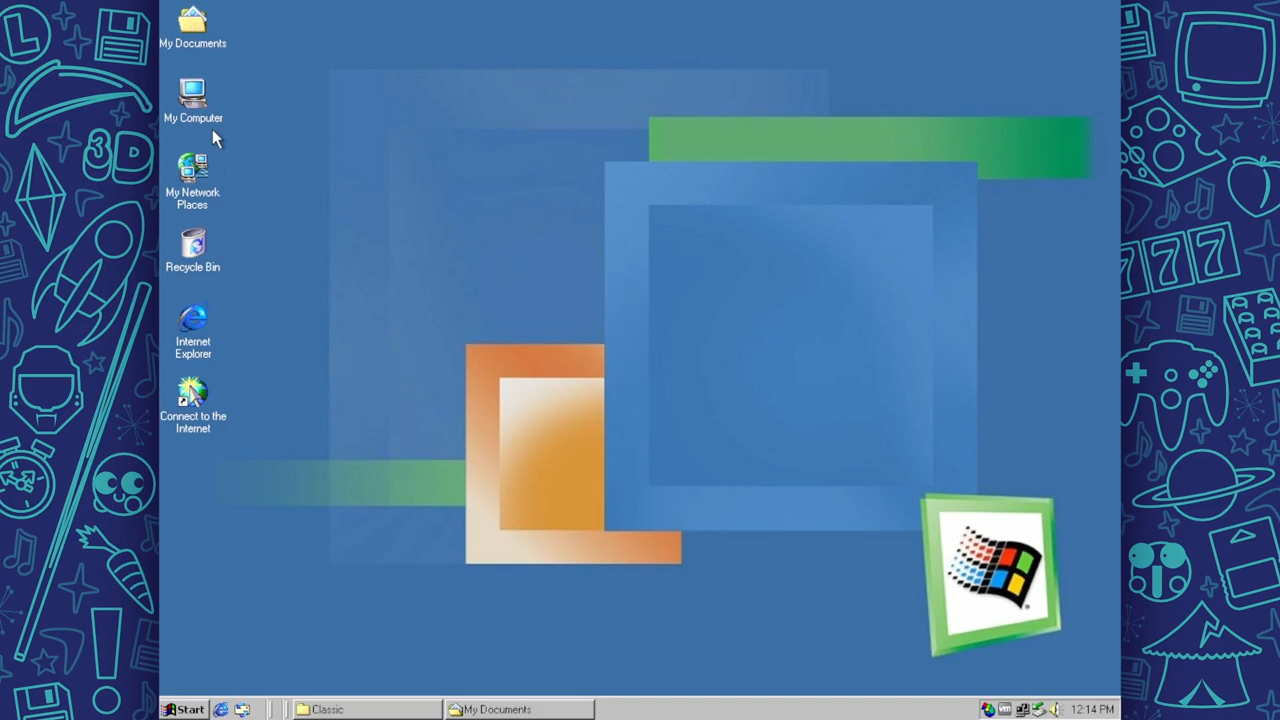 My Documents
My Computer
My Network
Places
Recycle Bin
Internet
Explorer
Connect to the
Internet
L
3D
777
Start
Classic
My Documents
12:14 PM